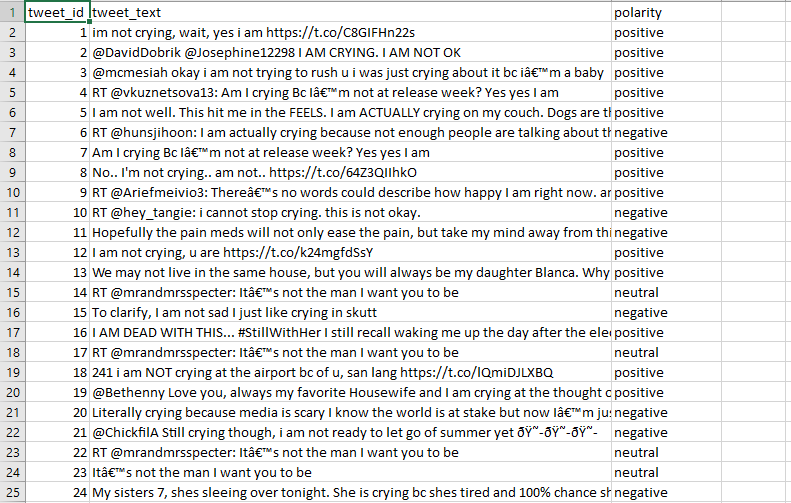 1 tweet_id tweet_text polarity
2 1 im not crying, wait, yes i am https://t.co/C8GIFHn22s positive
3 2 @DavidDobrik @Josephine12298 I AM CRYING. I AM NOT OK positive
4 3 @mcmesiah okay i am not trying to rush u i was just crying about it bc iâ€™m a baby positive
5 4 RT @vkuznetsova13: Am I crying Bc Iâ€™m not at release week? Yes yes I am positive
6 5 I am not well. This hit me in the FEELS. I am ACTUALLY crying on my couch. Dogs are th positive
7 6 RT @hunsjihoon: I am actually crying because not enough people are talking about th negative
8 7 Am I crying Bc Iâ€™m not at release week? Yes yes I am positive
9 8 No.. I'm not crying.. am not.. https://t.co/64Z3QIIhkO positive
10 9 RT @Ariefmeivio3: Thereâ€™s no words could describe how happy I am right now. an positive
11 10 RT @hey_tangie: i cannot stop crying. this is not okay. negative
12 11 Hopefully the pain meds will not only ease the pain, but take my mind away from thi negative
13 12 I am not crying, u are https://t.co/k24mgfdSsY positive
14 13 We may not live in the same house, but you will always be my daughter Blanca. Why positive
15 14 RT @mrandmrsspecter: Itâ€™s not the man I want you to be neutral
16 15 To clarify, I am not sad I just like crying in skutt negative
17 16 I AM DEAD WITH THIS... #StillWithHer I still recall waking me up the day after the elec positive
18 17 RT @mrandmrsspecter: Itâ€™s not the man I want you to be neutral
19 18 241 i am NOT crying at the airport bc of u, san lang https://t.co/lQmiDJLXBQ positive
20 19 @Bethenny Love you, always my favorite Housewife and I am crying at the thought o positive
21 20 Literally crying because media is scary I know the world is at stake but now Iâ€™m jus negative
22 21 @ChickfilA Still crying though, i am not ready to let go of summer yet ðŸ˜­ðŸ˜­ðŸ˜­ negative
23 22 RT @mrandmrsspecter: Itâ€™s not the man I want you to be neutral
24 23 Itâ€™s not the man I want you to be neutral
25 24 My sisters 7, shes sleeing over tonight. She is crying bc shes tired and 100% chance sh negative